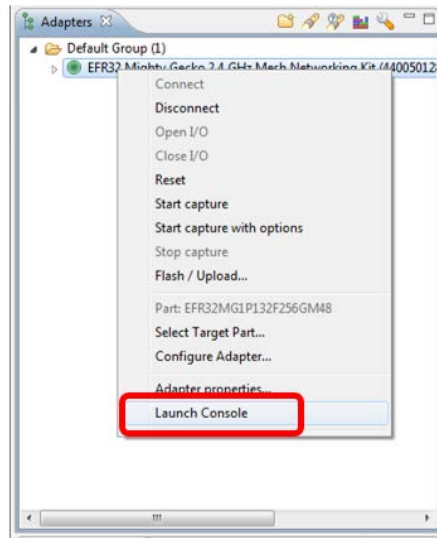 Adapters
Default Group (1)
EFR32 Mighty Gecko 2.4 GHz Mesh Networking Kit (44005012
Connect
Disconnect
Open I/O
Close I/O
Reset
Start capture
Start capture with options
Stop capture
Flash / Upload...
Part: EFR32MG1P132F256GM48
Select Target Part...
Configure Adapter...
Adapter properties...
Launch Console